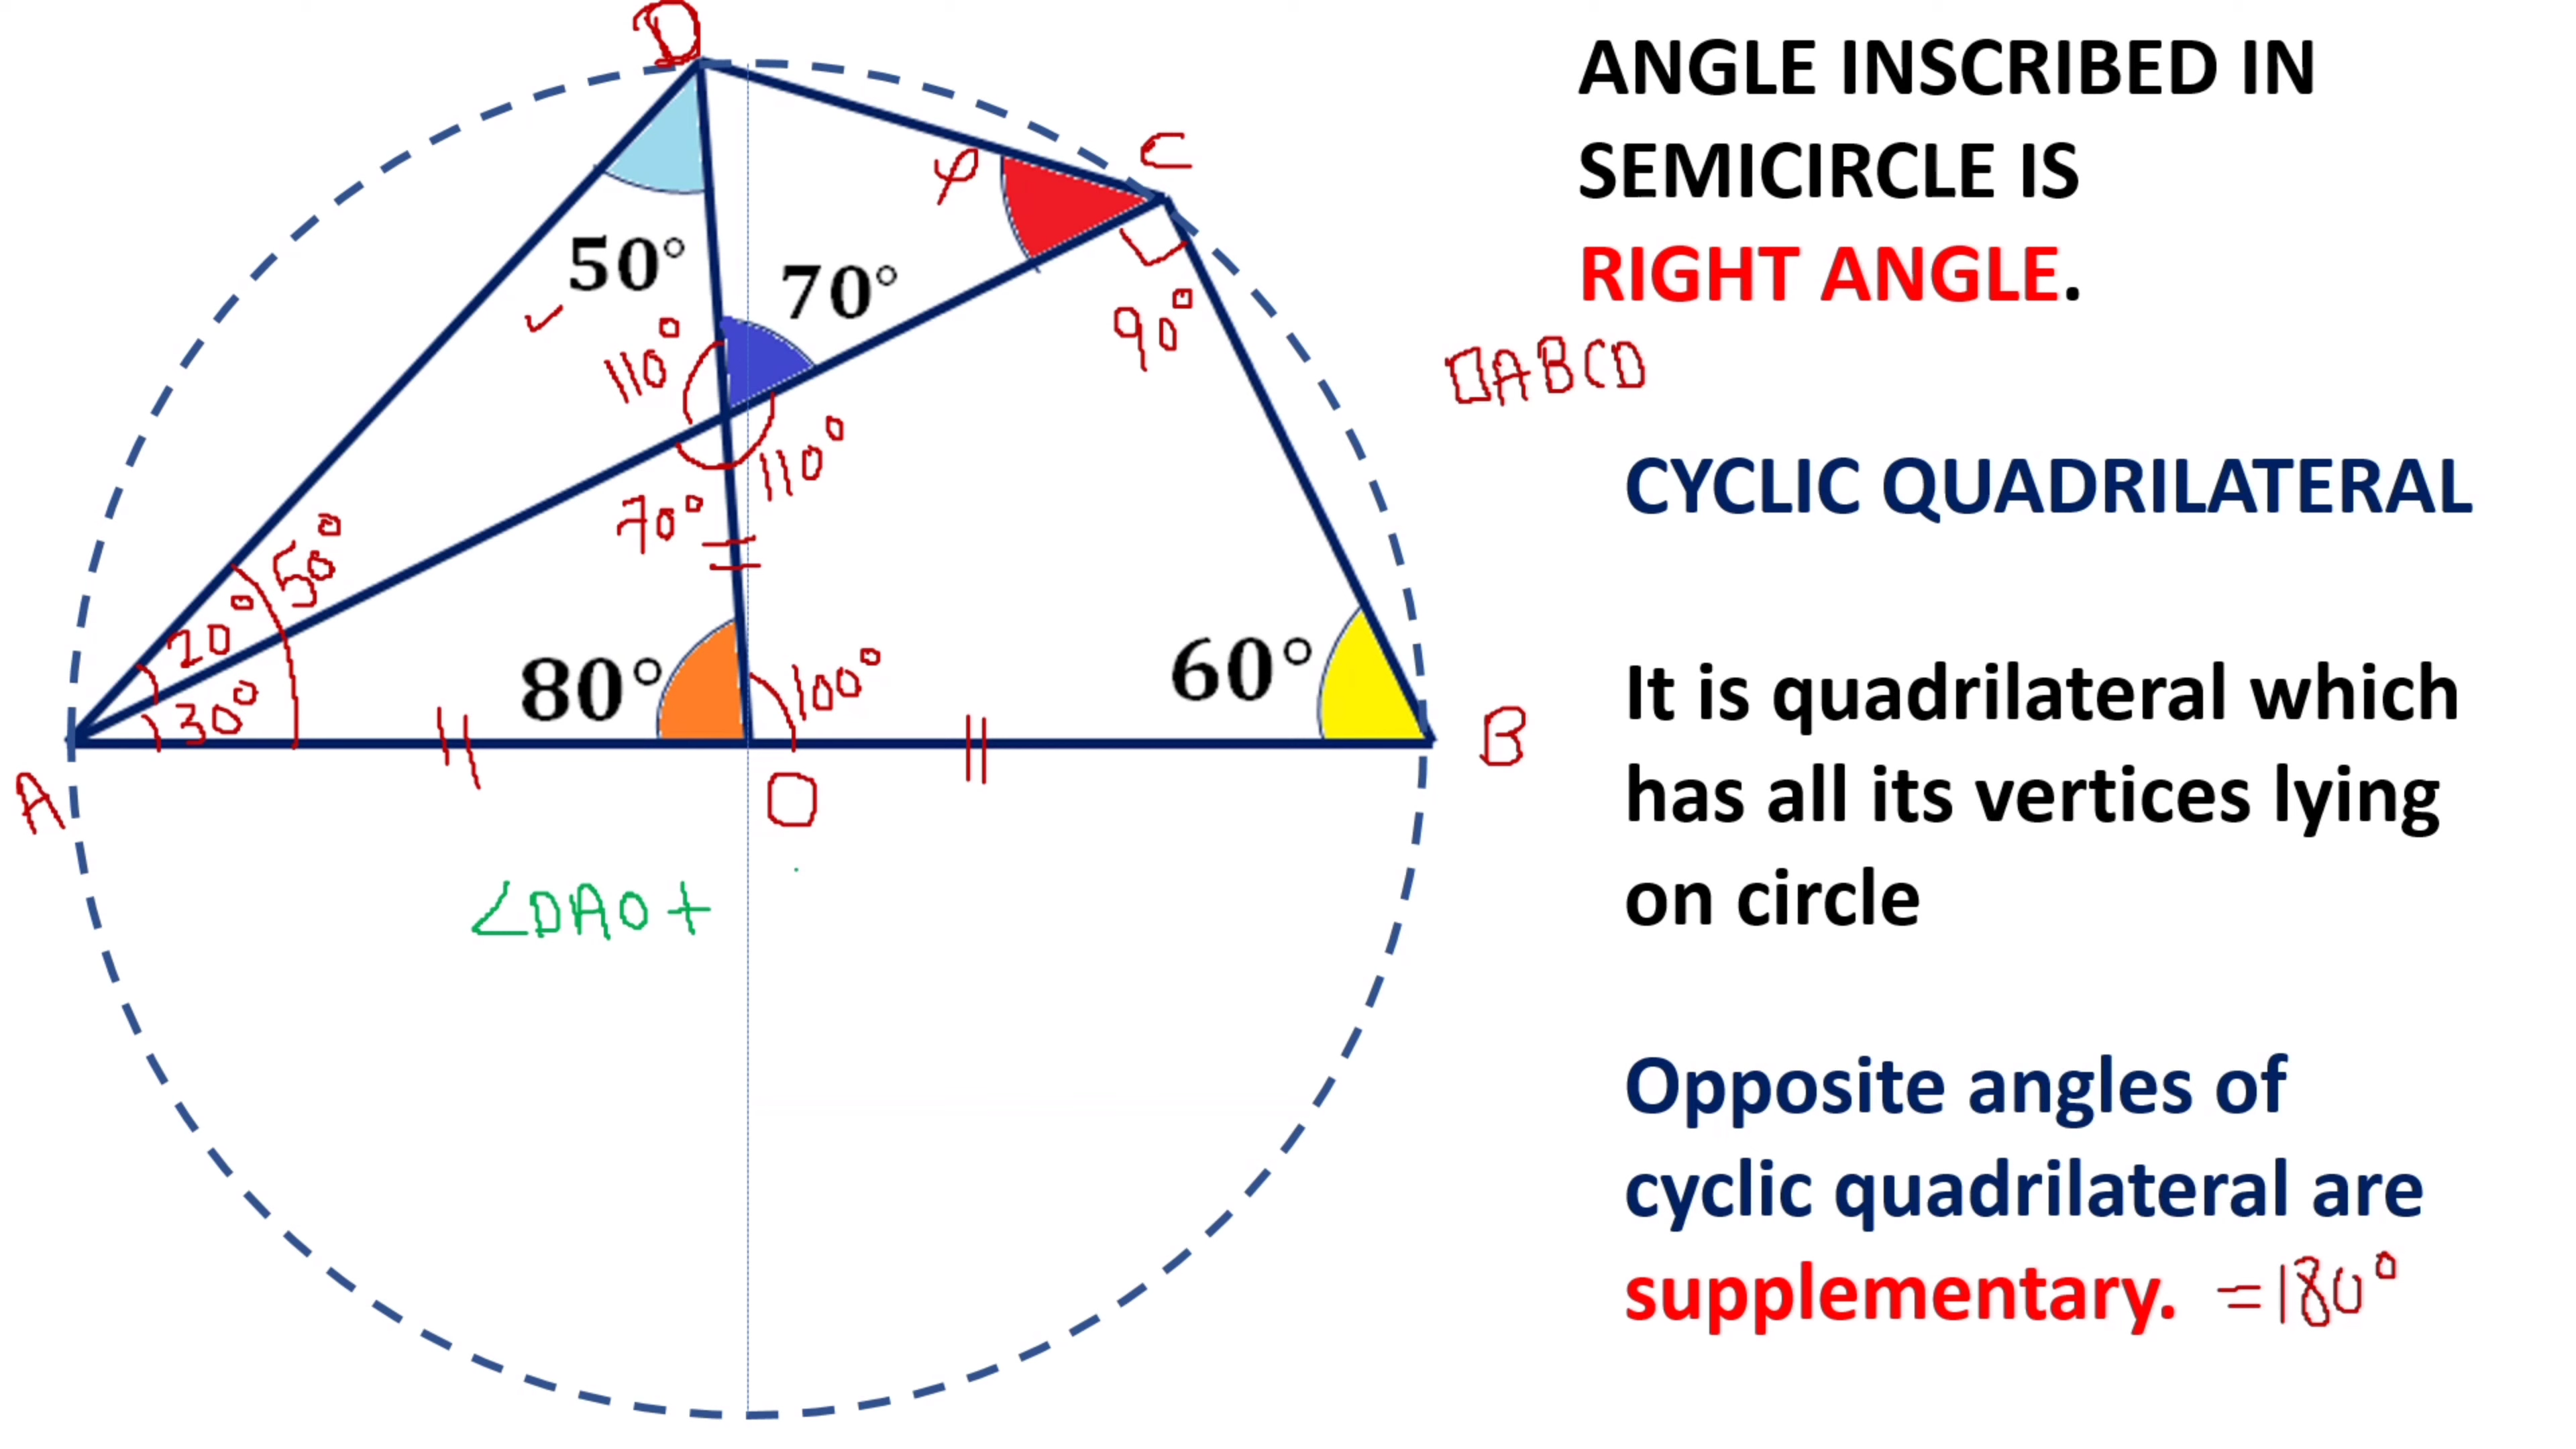 D
ANGLE INSCRIBED IN
SEMICIRCLE IS
RIGHT ANGLE.
C
φ
50°
70°
90°
110°
□ABCD
110°
CYCLIC QUADRILATERAL
70°
50°
20°
30°
80°
100°
60°
It is quadrilateral which
has all its vertices lying
on circle
A
O
B
∠DAO +
Opposite angles of
cyclic quadrilateral are
supplementary. =180°